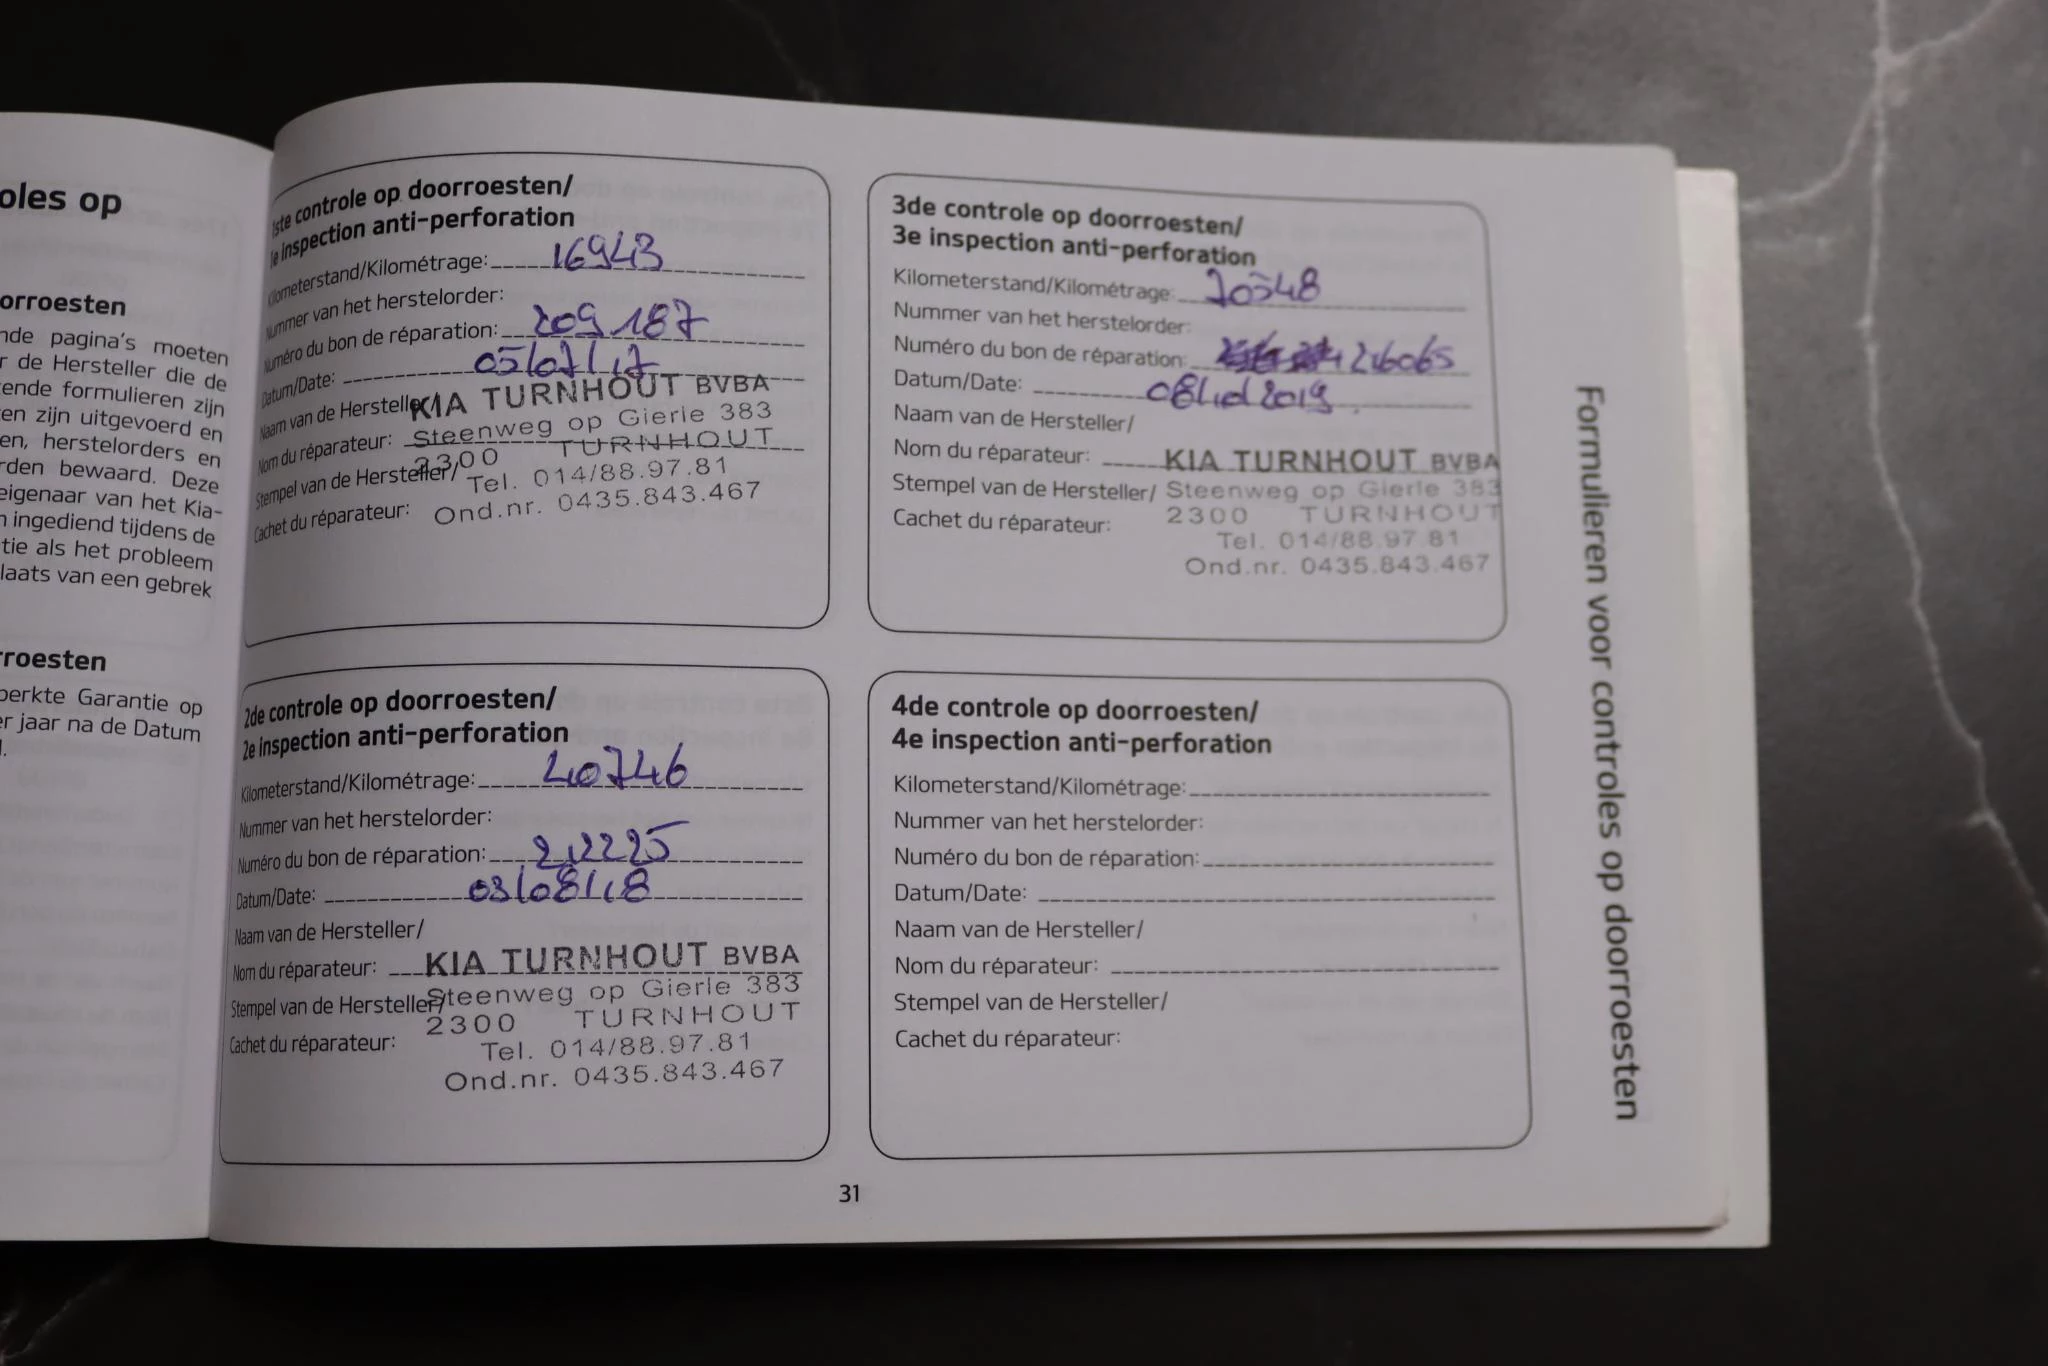 oles op
orroesten
nde pagina's moeten
r de Hersteller die de
ende formulieren zijn
en zijn uitgevoerd en
en, herstelorders en
rden bewaard. Deze
eigenaar van het Kia-
n ingediend tijdens de
tie als het probleem
laats van een gebrek
rroesten
perkte Garantie op
er jaar na de Datum
1ste controle op doorroesten/
1e inspection anti-perforation
Kilometerstand/Kilométrage: 16943
Nummer van het herstelorder:
Numéro du bon de réparation: 209187
Datum/Date: 05/07/17
Naam van de Hersteller/
KIA TURNHOUT BVBA
Nom du réparateur: Steenweg op Gierle 383
2300 TURNHOUT
Stempel van de Hersteller/ Tel. 014/88.97.81
Cachet du réparateur: Ond.nr. 0435.843.467
2de controle op doorroesten/
2e inspection anti-perforation
Kilometerstand/Kilométrage: 40746
Nummer van het herstelorder:
Numéro du bon de réparation: 212225
Datum/Date: 03/08/18
Naam van de Hersteller/
Nom du réparateur: KIA TURNHOUT BVBA
Stempel van de Hersteller/ Steenweg op Gierle 383
2300 TURNHOUT
Cachet du réparateur: Tel. 014/88.97.81
Ond.nr. 0435.843.467
3de controle op doorroesten/
3e inspection anti-perforation
Kilometerstand/Kilométrage: 70548
Nummer van het herstelorder:
Numéro du bon de réparation: 216065
Datum/Date: 08/10/2019
Naam van de Hersteller/
Nom du réparateur: KIA TURNHOUT BVBA
Stempel van de Hersteller/ Steenweg op Gierle 383
2300 TURNHOUT
Cachet du réparateur: Tel. 014/88.97.81
Ond.nr. 0435.843.467
4de controle op doorroesten/
4e inspection anti-perforation
Kilometerstand/Kilométrage:
Nummer van het herstelorder:
Numéro du bon de réparation:
Datum/Date:
Naam van de Hersteller/
Nom du réparateur:
Stempel van de Hersteller/
Cachet du réparateur:
Formulieren voor controles op doorroesten
31